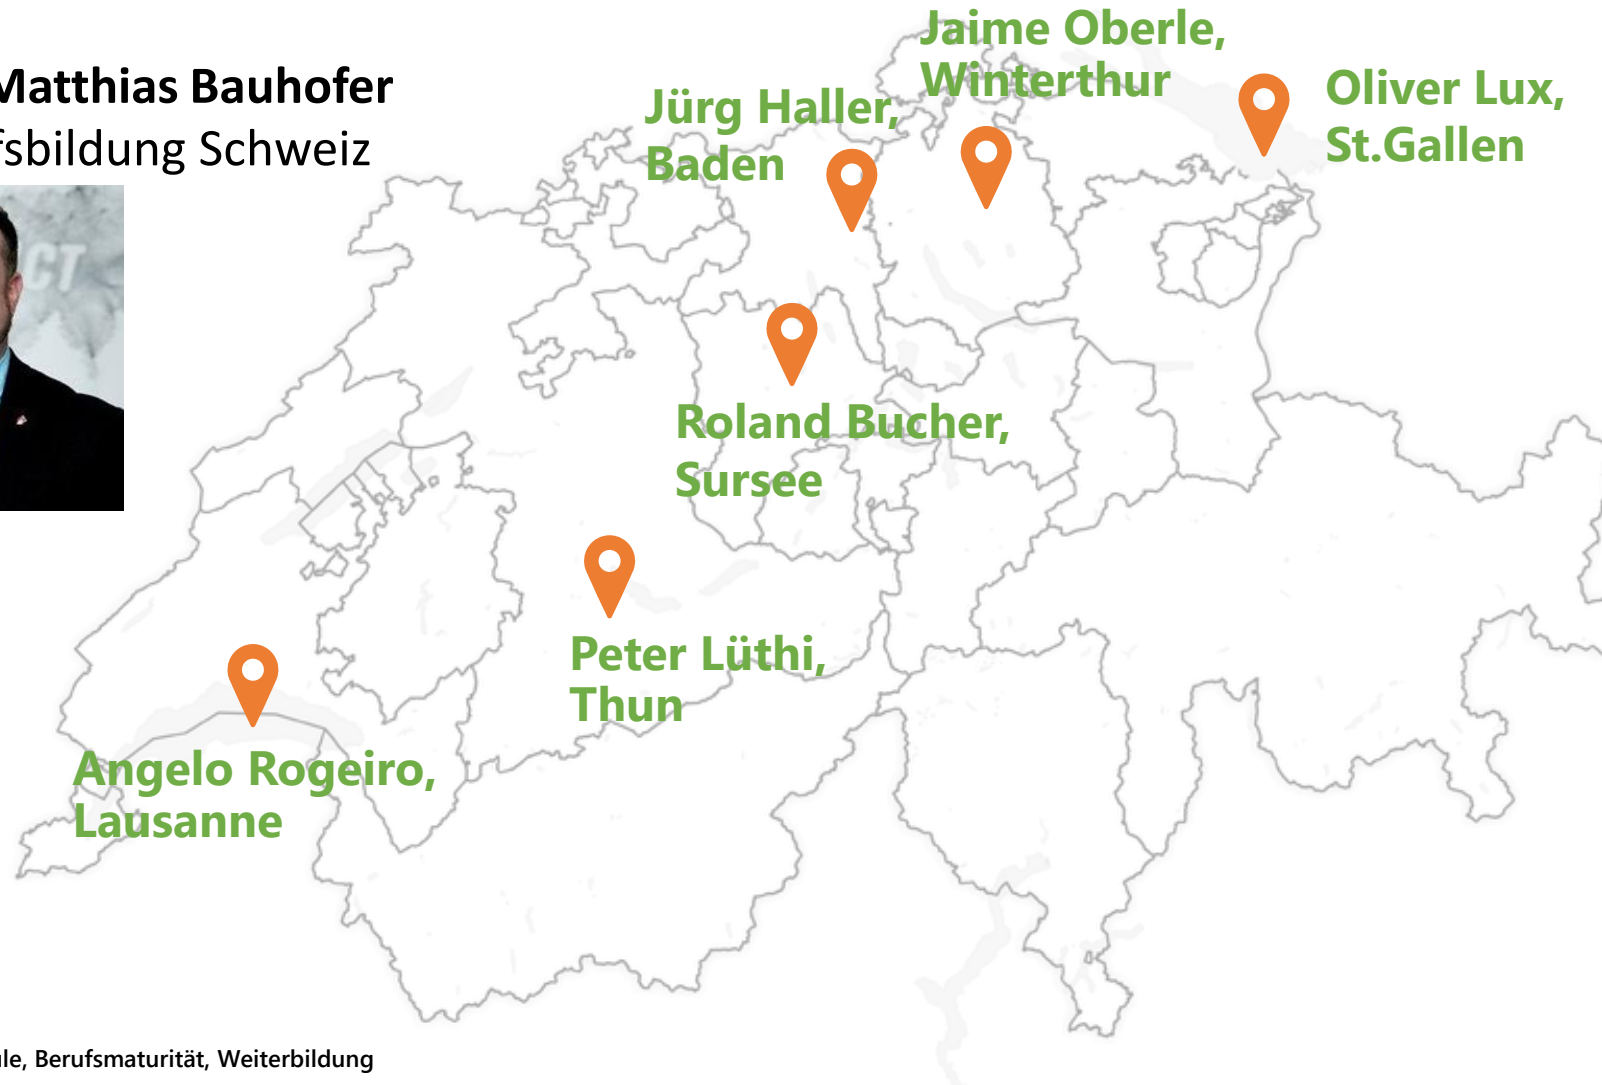 Matthias Bauhofer
fsbildung Schweiz
CT
Jaime Oberle,
Winterthur
Oliver Lux,
St.Gallen
Jürg Haller,
Baden
Roland Bucher,
Sursee
Peter Lüthi,
Thun
Angelo Rogeiro,
Lausanne
le, Berufsmaturität, Weiterbildung